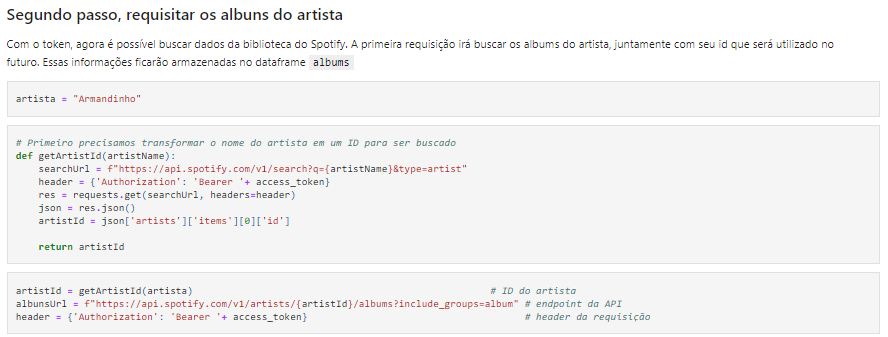 Segundo passo, requisitar os albuns do artista
Com o token, agora é possível buscar dados da biblioteca do Spotify. A primeira requisição irá buscar os albums do artista, juntamente com seu id que será utilizado no
futuro. Essas informações ficarão armazenadas no dataframe albums
artista = "Armandinho"
# Primeiro precisamos transformar o nome do artista em um ID para ser buscado
def getArtistId(artistName):
    searchUrl = f"https://api.spotify.com/v1/search?q={artistName}&type=artist"
    header = {'Authorization': 'Bearer '+ access_token}
    res = requests.get(searchUrl, headers=header)
    json = res.json()
    artistId = json['artists']['items'][0]['id']
    return artistId
artistId = getArtistId(artista) # ID do artista
albunsUrl = f"https://api.spotify.com/v1/artists/{artistId}/albums?include_groups=album" # endpoint da API
header = {'Authorization': 'Bearer '+ access_token} # header da requisição